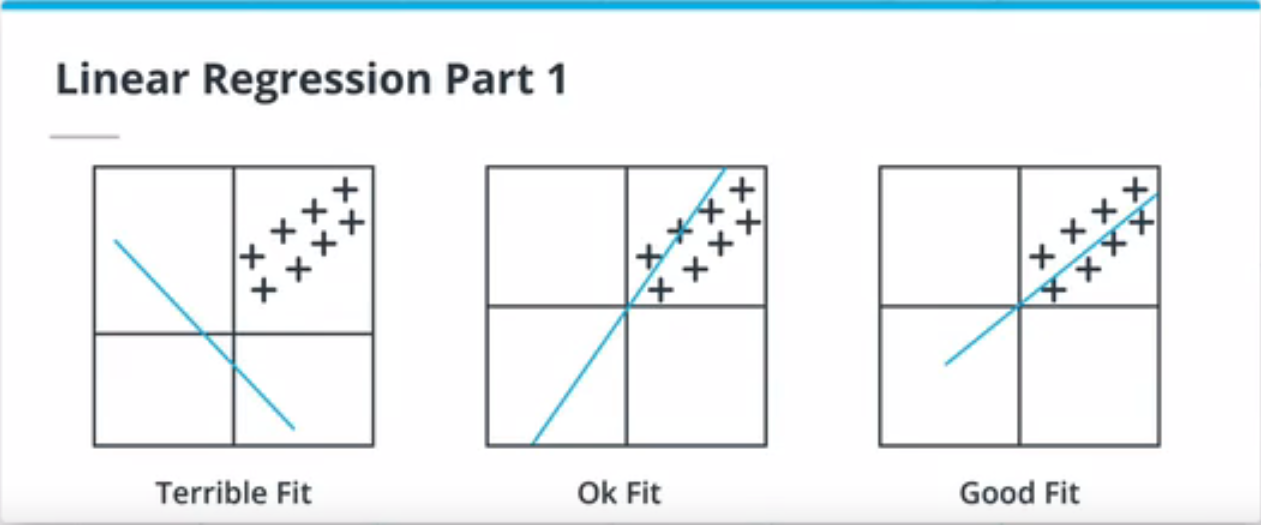 Linear Regression Part 1
Terrible Fit
Ok Fit
Good Fit